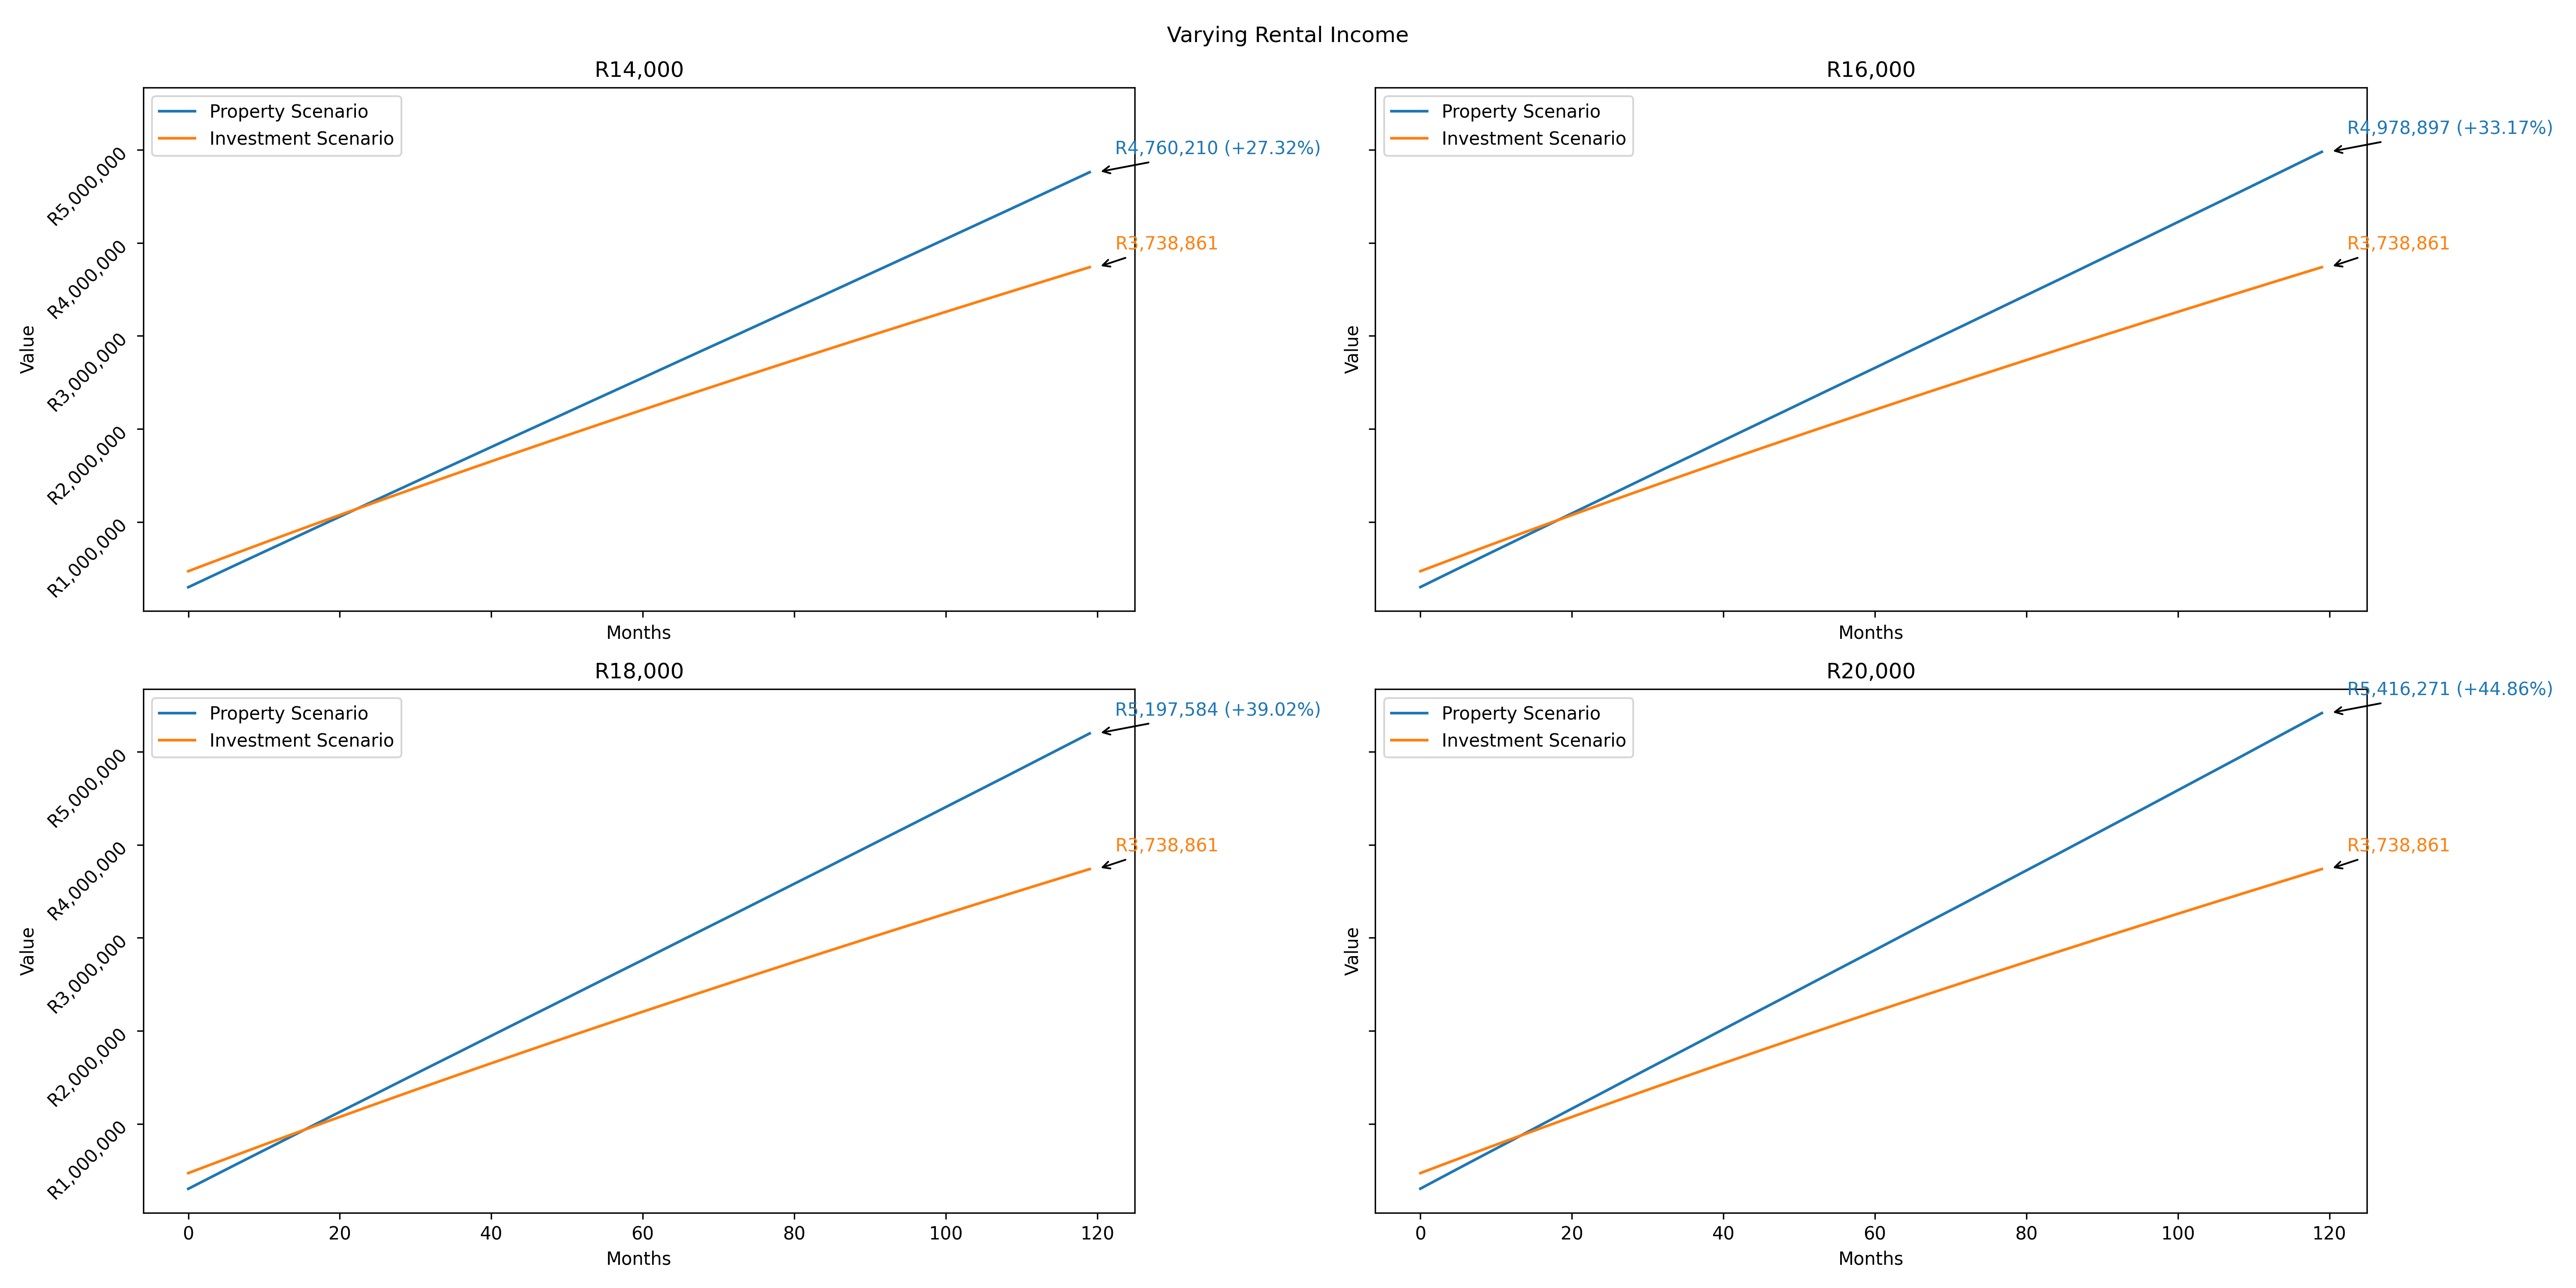 Varying Rental Income
R14,000
Property Scenario
Investment Scenario
R4,760,210 (+27.32%)
R3,738,861
R5,000,000
R4,000,000
R3,000,000
R2,000,000
R1,000,000
Value
Months
R16,000
Property Scenario
Investment Scenario
R4,978,897 (+33.17%)
R3,738,861
Value
Months
R18,000
Property Scenario
Investment Scenario
R5,197,584 (+39.02%)
R3,738,861
R5,000,000
R4,000,000
R3,000,000
R2,000,000
R1,000,000
Value
0 20 40 60 80 100 120
Months
R20,000
Property Scenario
Investment Scenario
R5,416,271 (+44.86%)
R3,738,861
Value
0 20 40 60 80 100 120
Months